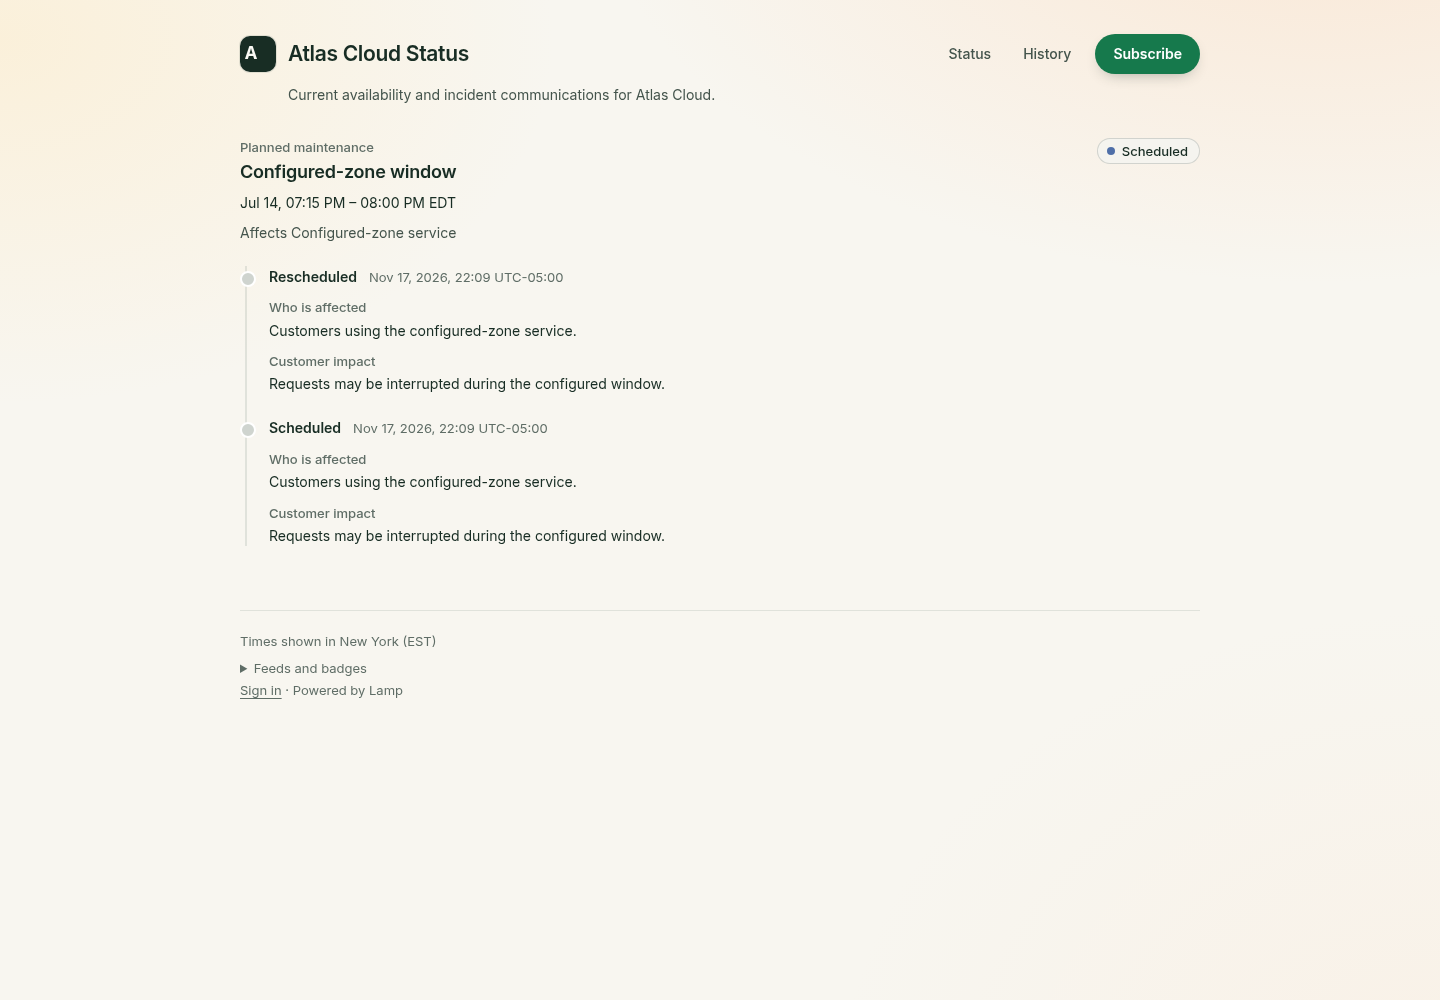 A
Atlas Cloud Status
Status
History
Subscribe
Current availability and incident communications for Atlas Cloud.
Planned maintenance
Scheduled
Configured-zone window
Jul 14, 07:15 PM – 08:00 PM EDT
Affects Configured-zone service
Rescheduled Nov 17, 2026, 22:09 UTC-05:00
Who is affected
Customers using the configured-zone service.
Customer impact
Requests may be interrupted during the configured window.
Scheduled Nov 17, 2026, 22:09 UTC-05:00
Who is affected
Customers using the configured-zone service.
Customer impact
Requests may be interrupted during the configured window.
Times shown in New York (EST)
Feeds and badges
Sign in · Powered by Lamp